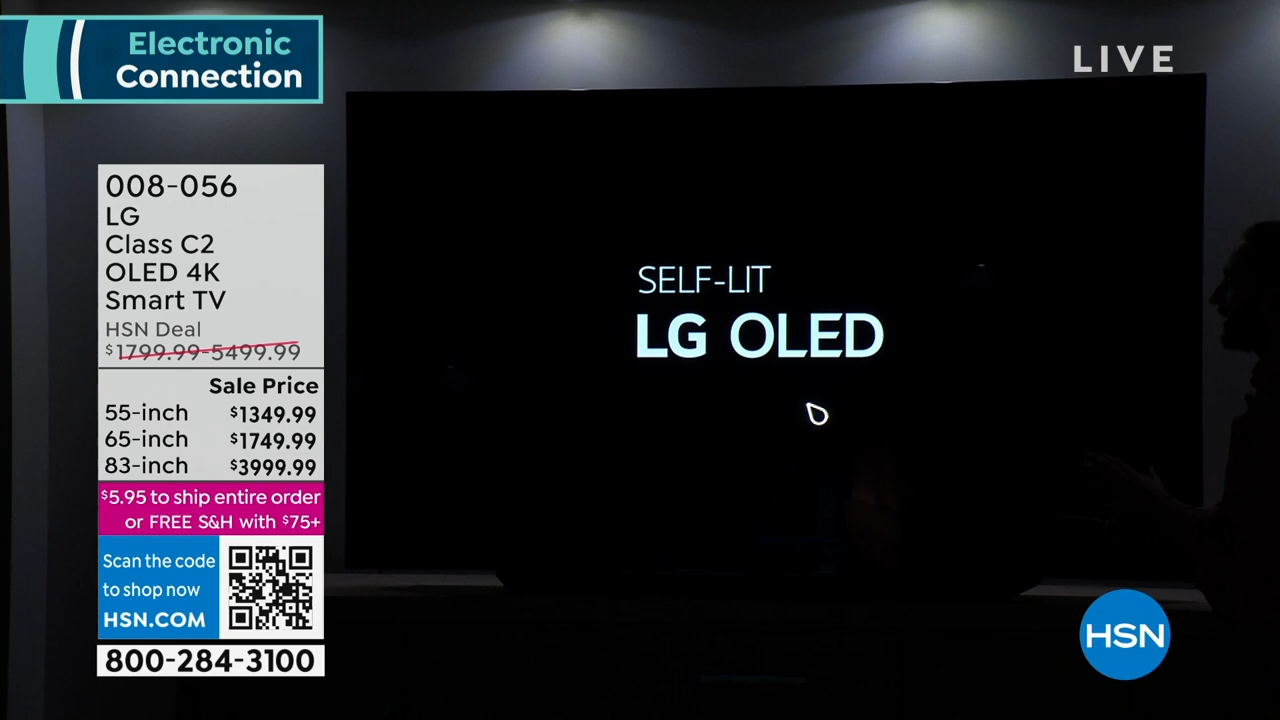 Electronic
Connection
LIVE
008-056
LG
Class C2
OLED 4K
Smart TV
HSN Deal
$1799.99-5499.99
Sale Price
55-inch $1349.99
65-inch $1749.99
83-inch $3999.99
$5.95 to ship entire order
or FREE S&H with $75+
Scan the code
to shop now
HSN.COM
800-284-3100
SELF-LIT
LG OLED
HSN